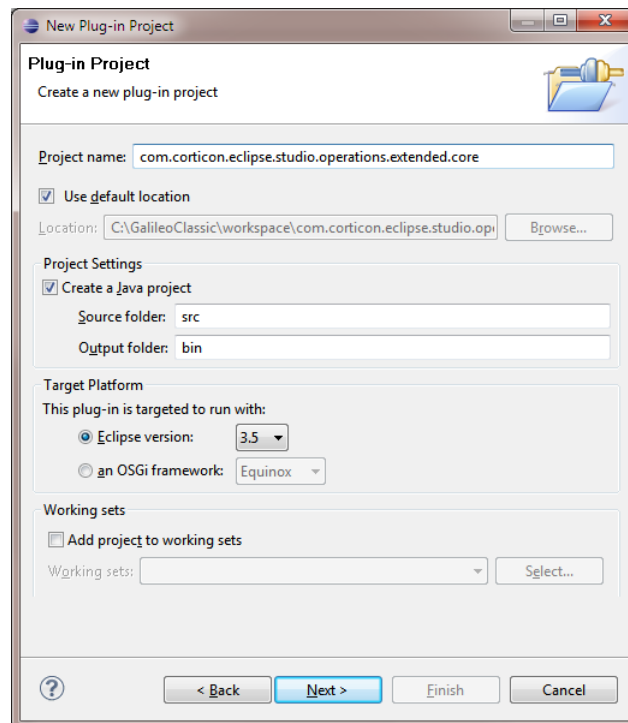 New Plug-in Project
Plug-in Project
Create a new plug-in project
Project name: com.corticon.eclipse.studio.operations.extended.core
Use default location
Location: C:\GalileoClassic\workspace\com.corticon.eclipse.studio.op Browse...
Project Settings
Create a Java project
Source folder: src
Output folder: bin
Target Platform
This plug-in is targeted to run with:
Eclipse version: 3.5
an OSGi framework: Equinox
Working sets
Add project to working sets
Working sets: Select...
? < Back Next > Finish Cancel